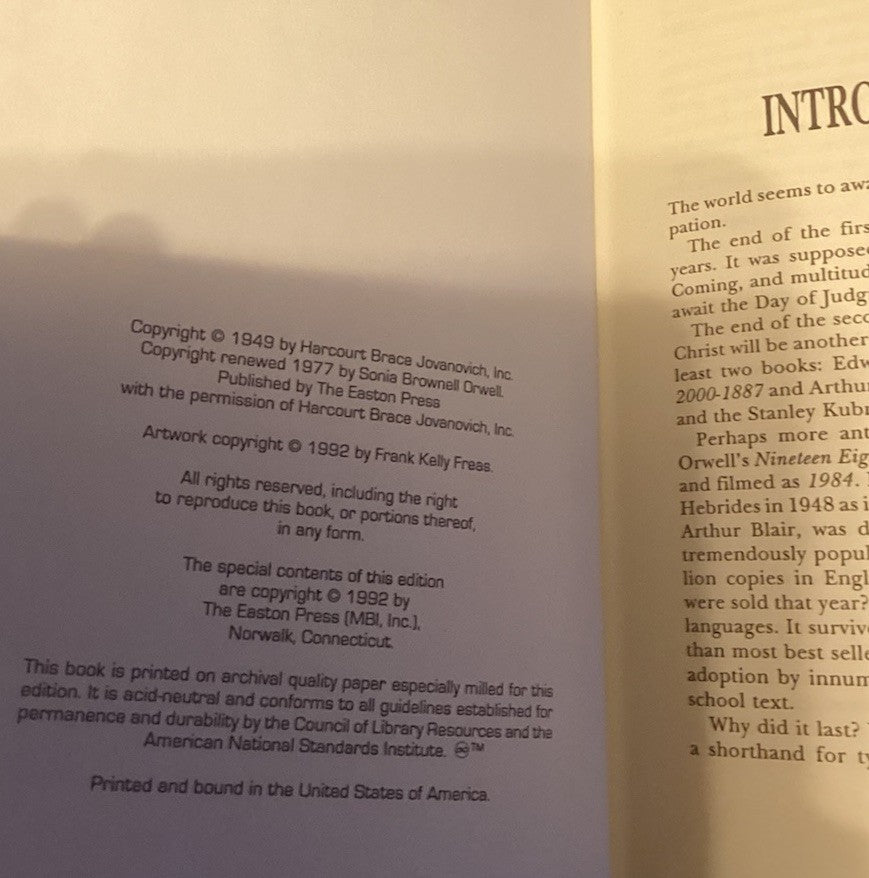 Copyright © 1949 by Harcourt Brace Jovanovich, Inc.
Copyright renewed 1977 by Sonia Brownell Orwell.
Published by The Easton Press
with the permission of Harcourt Brace Jovanovich, Inc.
Artwork copyright © 1992 by Frank Kelly Freas.
All rights reserved, including the right
to reproduce this book, or portions thereof,
in any form.
The special contents of this edition
are copyright © 1992 by
The Easton Press (MBI, Inc.),
Norwalk, Connecticut.
This book is printed on archival quality paper especially milled for this
edition. It is acid-neutral and conforms to all guidelines established for
permanence and durability by the Council of Library Resources and the
American National Standards Institute. ♾™
Printed and bound in the United States of America.
INTRO
The world seems to awa
pation.
The end of the firs
years. It was suppose
Coming, and multitud
await the Day of Judg
The end of the seco
Christ will be another
least two books: Edw
2000-1887 and Arthu
and the Stanley Kubr
Perhaps more ant
Orwell's Nineteen Eig
and filmed as 1984.
Hebrides in 1948 as i
Arthur Blair, was d
tremendously popul
lion copies in Engl
were sold that year?
languages. It surviv
than most best selle
adoption by innum
school text.
Why did it last?
a shorthand for ty